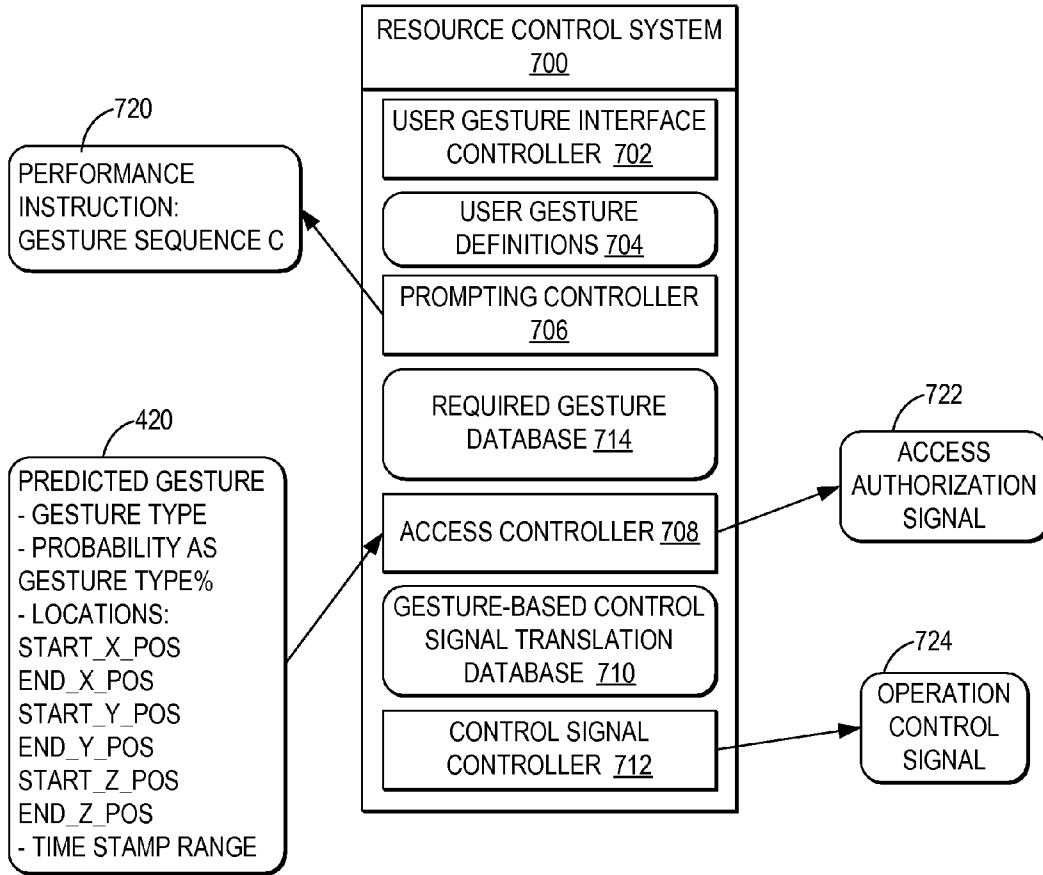 RESOURCE CONTROL SYSTEM
700
USER GESTURE INTERFACE
CONTROLLER 702
USER GESTURE
DEFINITIONS 704
PROMPTING CONTROLLER
706
REQUIRED GESTURE
DATABASE 714
ACCESS CONTROLLER 708
GESTURE-BASED CONTROL
SIGNAL TRANSLATION
DATABASE 710
CONTROL SIGNAL
CONTROLLER 712
720
PERFORMANCE
INSTRUCTION:
GESTURE SEQUENCE C
420
PREDICTED GESTURE
- GESTURE TYPE
- PROBABILITY AS
GESTURE TYPE%
- LOCATIONS:
START_X_POS
END_X_POS
START_Y_POS
END_Y_POS
START_Z_POS
END_Z_POS
- TIME STAMP RANGE
722
ACCESS
AUTHORIZATION
SIGNAL
724
OPERATION
CONTROL
SIGNAL